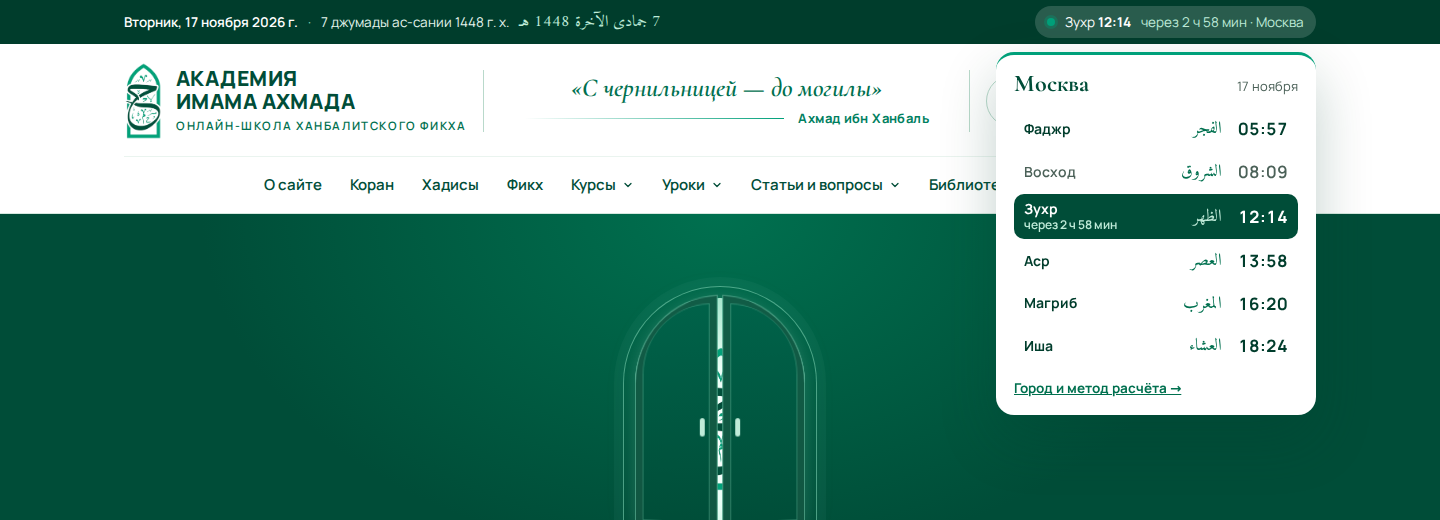 Вторник, 17 ноября 2026 г. · 7 джумады ас-сании 1448 г. х. 7 جمادى الآخرة 1448 هـ
Зухр 12:14 через 2 ч 58 мин · Москва
АКАДЕМИЯ
ИМАМА АХМАДА
ОНЛАЙН-ШКОЛА ХАНБАЛИТСКОГО ФИКХА
«С чернильницей — до могилы»
Ахмад ибн Ханбаль
О сайте Коран Хадисы Фикх Курсы Уроки Статьи и вопросы Библиоте
Москва 17 ноября
Фаджр الفجر 05:57
Восход الشروق 08:09
Зухр الظهر 12:14
через 2 ч 58 мин
Аср العصر 13:58
Магриб المغرب 16:20
Иша العشاء 18:24
Город и метод расчёта →